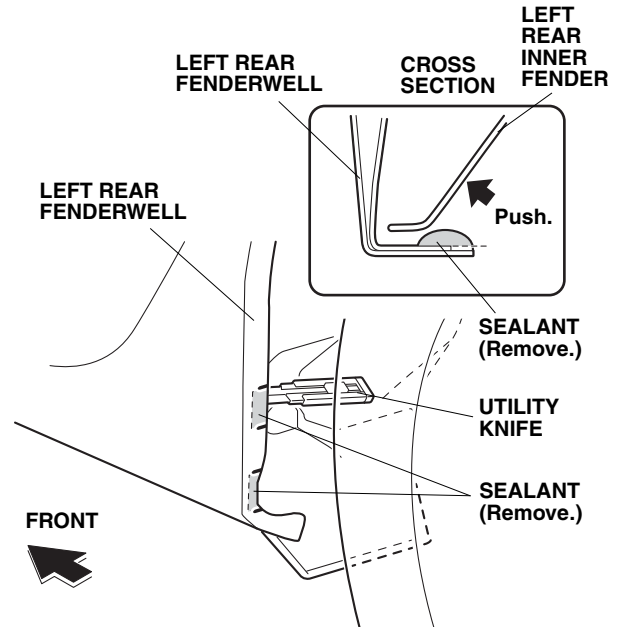 LEFT
REAR
INNER
FENDER
LEFT REAR
FENDERWELL
CROSS
SECTION
Push.
LEFT REAR
FENDERWELL
SEALANT
(Remove.)
UTILITY
KNIFE
SEALANT
(Remove.)
FRONT